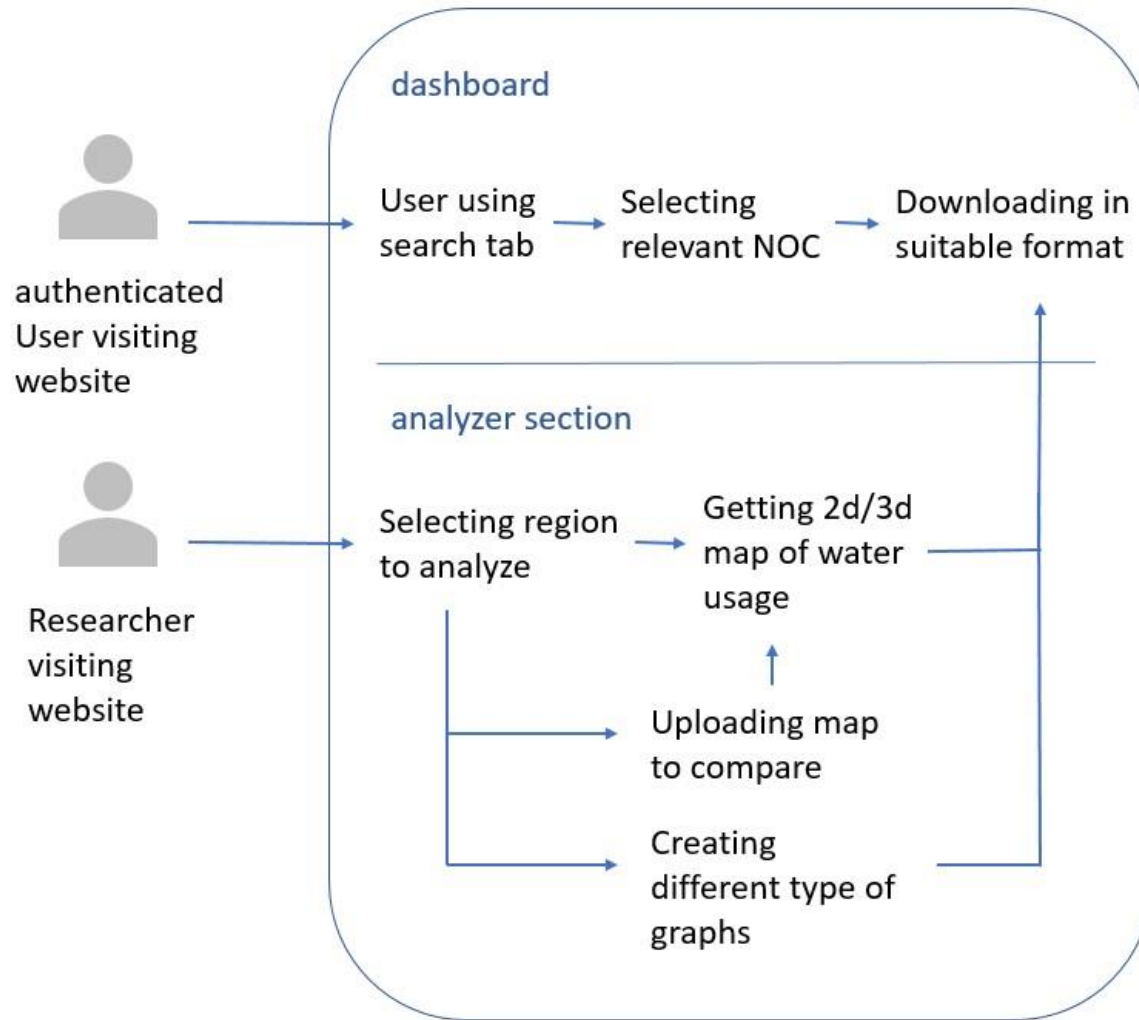 dashboard
User using
search tab
Selecting
relevant NOC
Downloading in
suitable format
authenticated
User visiting
website
analyzer section
Selecting region
to analyze
Getting 2d/3d
map of water
usage
Researcher
visiting
website
Uploading map
to compare
Creating
different type of
graphs